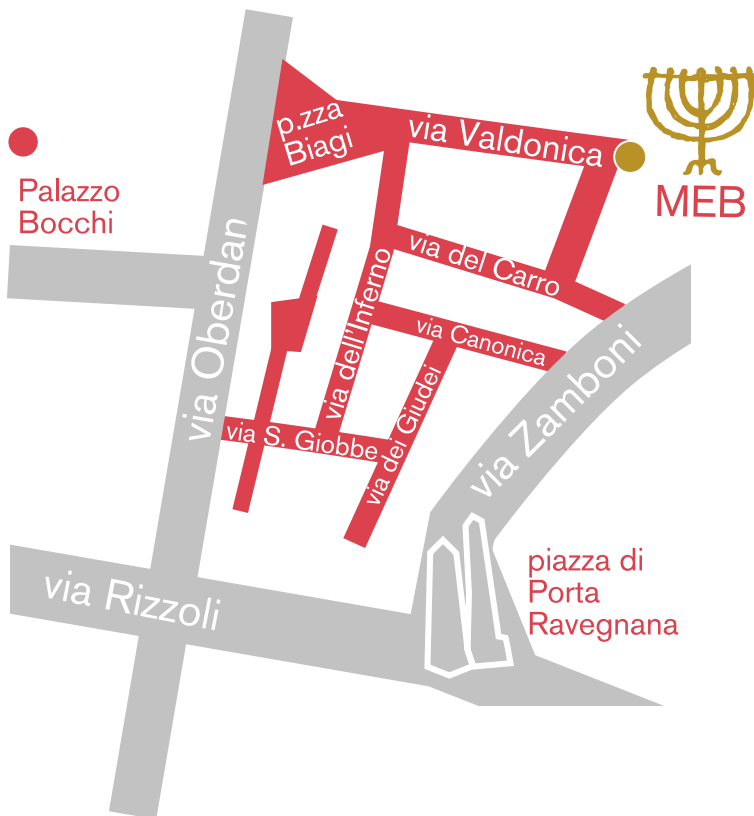 p.zza
Biagi
via Valdonica
MEB
Palazzo
Bocchi
via Oberdan
via del Carro
via dell'Inferno
via Canonica
via Zamboni
via dei Giudei
via S. Giobbe
piazza di
Porta
Ravegnana
via Rizzoli